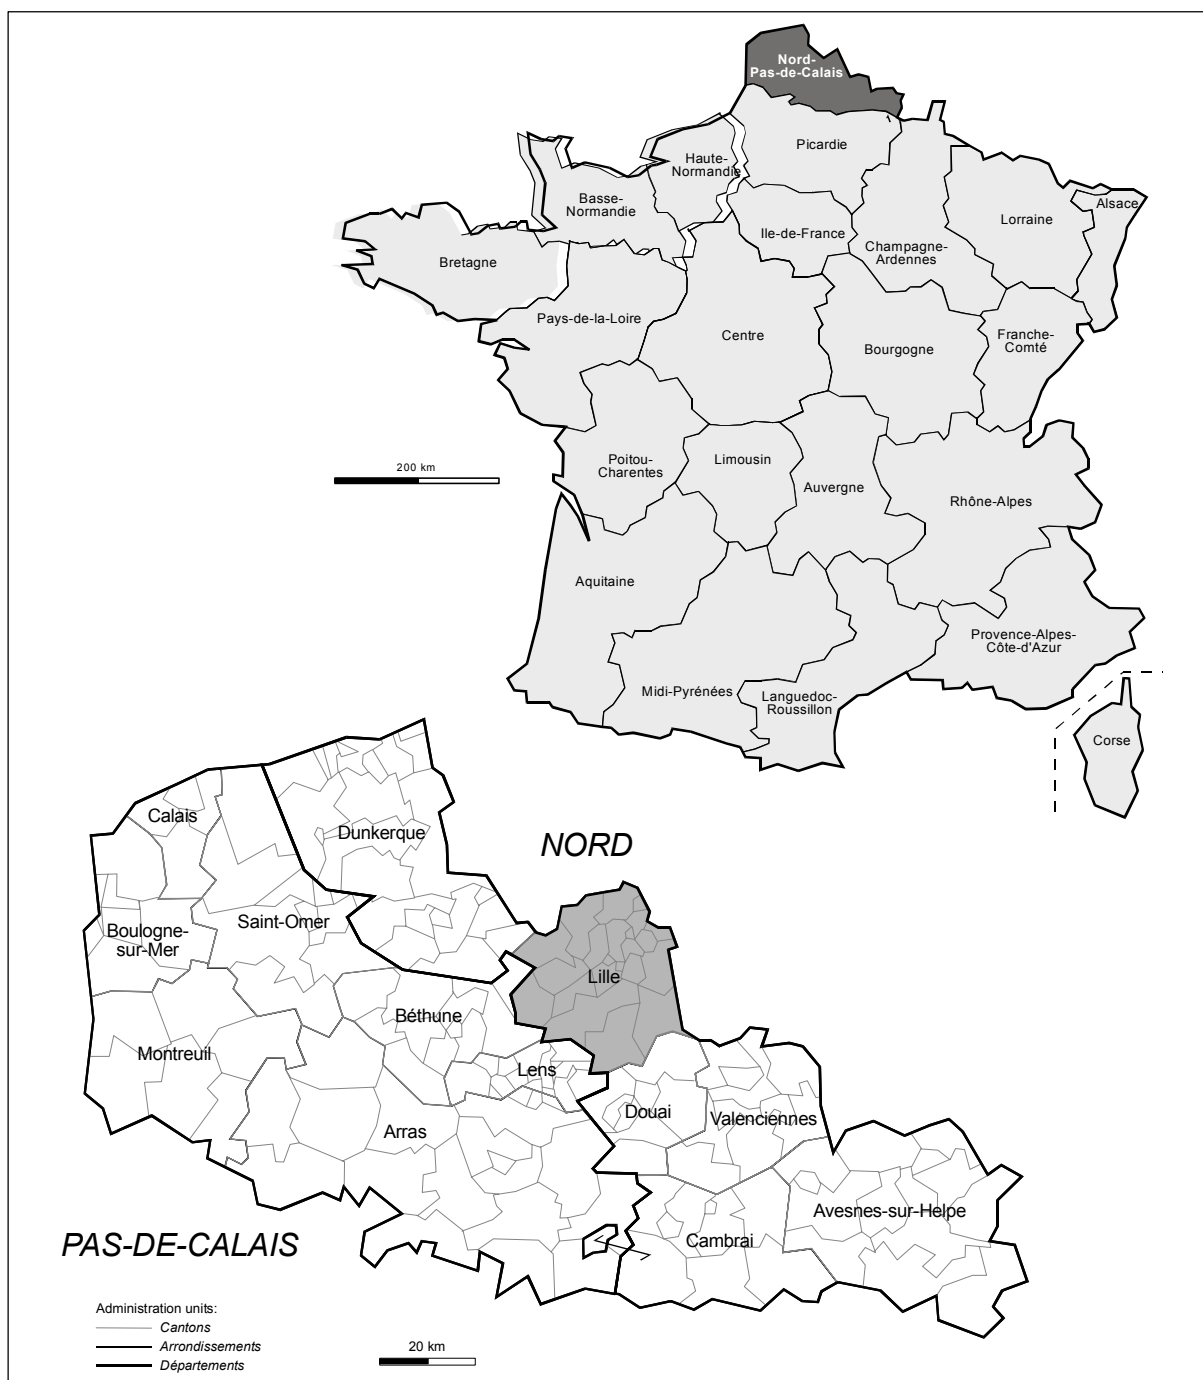 Nord-
Pas-de-Calais
Picardie
Haute-
Normandie
Basse-
Normandie
Alsace
Lorraine
Ile-de-France
Champagne-
Ardennes
Bretagne
Pays-de-la-Loire
Centre
Bourgogne
Franche-
Comté
Poitou-
Charentes
Limousin
200 km
Auvergne
Rhône-Alpes
Aquitaine
Provence-Alpes-
Côte-d'Azur
Midi-Pyrénées
Languedoc-
Roussillon
Corse
Calais
Dunkerque
NORD
Saint-Omer
Boulogne-
sur-Mer
Lille
Béthune
Montreuil
Lens
Douai
Valenciennes
Arras
Avesnes-sur-Helpe
Cambrai
PAS-DE-CALAIS
Administration units:
Cantons
Arrondissements
Départements
20 km